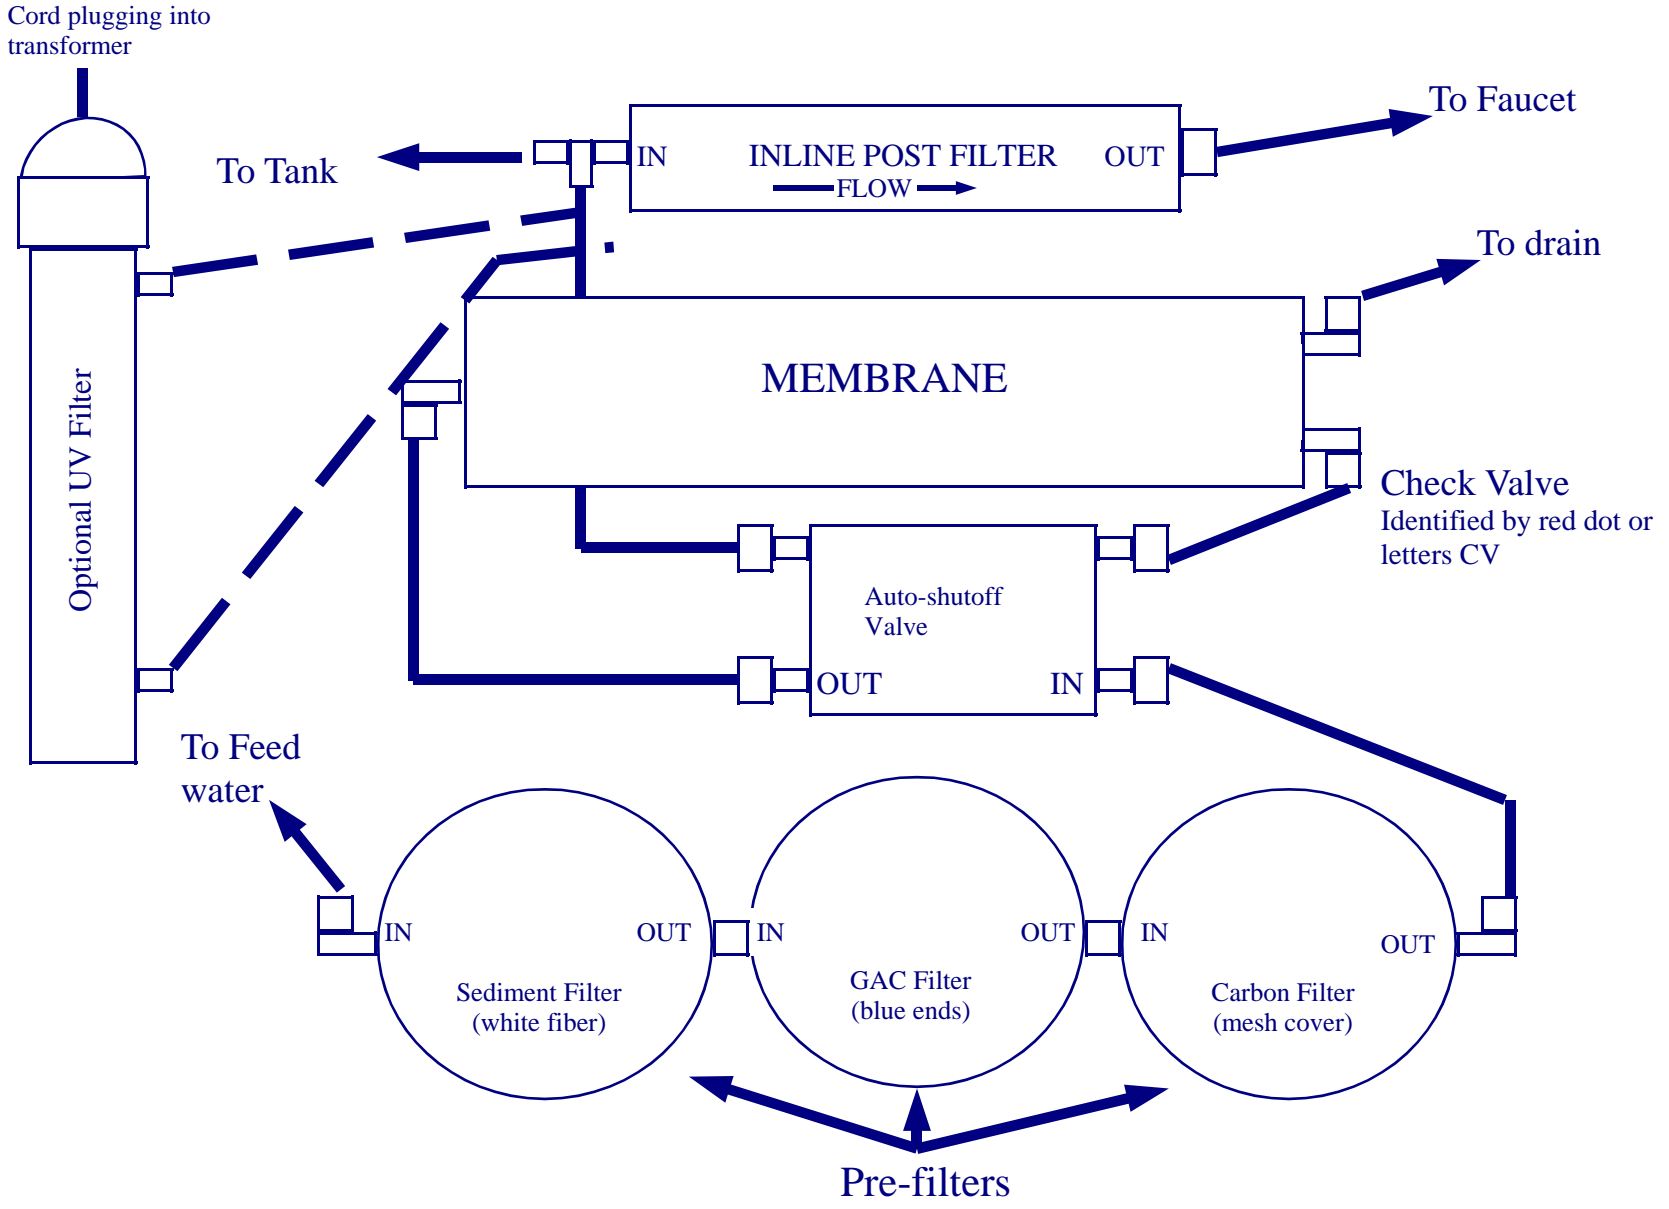 Cord plugging into
transformer
To Faucet
To Tank
IN
INLINE POST FILTER
OUT
FLOW
To drain
MEMBRANE
Optional UV Filter
Check Valve
Identified by red dot or
letters CV
Auto-shutoff
Valve
OUT
IN
To Feed
water
IN
OUT
IN
OUT
IN
OUT
Sediment Filter
(white fiber)
GAC Filter
(blue ends)
Carbon Filter
(mesh cover)
Pre-filters